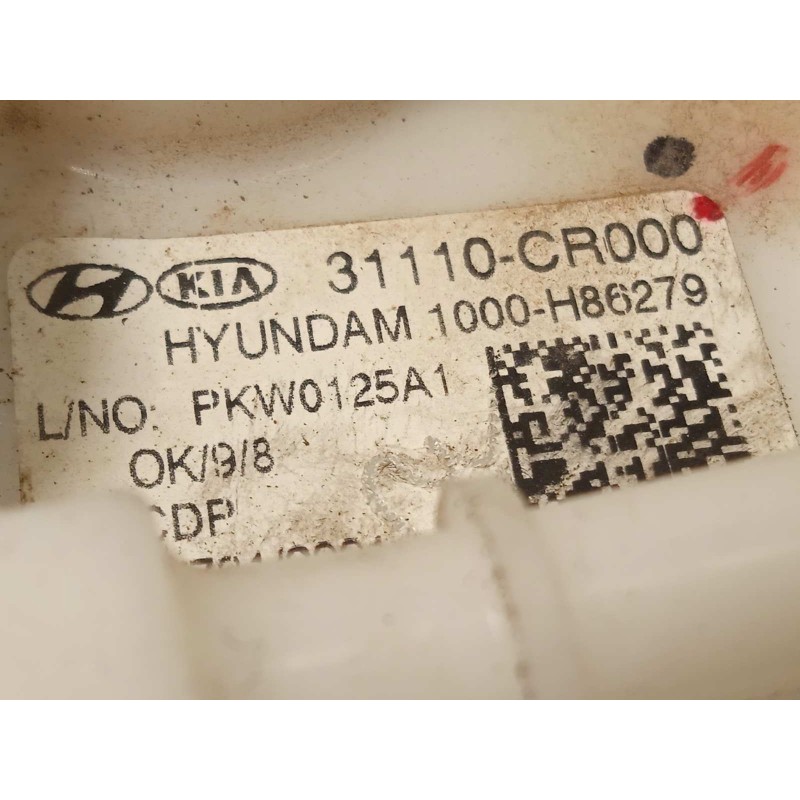 KIA 31110-CR000
HYUNDAM 1000-H86279
L/NO: PKW0125A1
OK/9/8
CDP